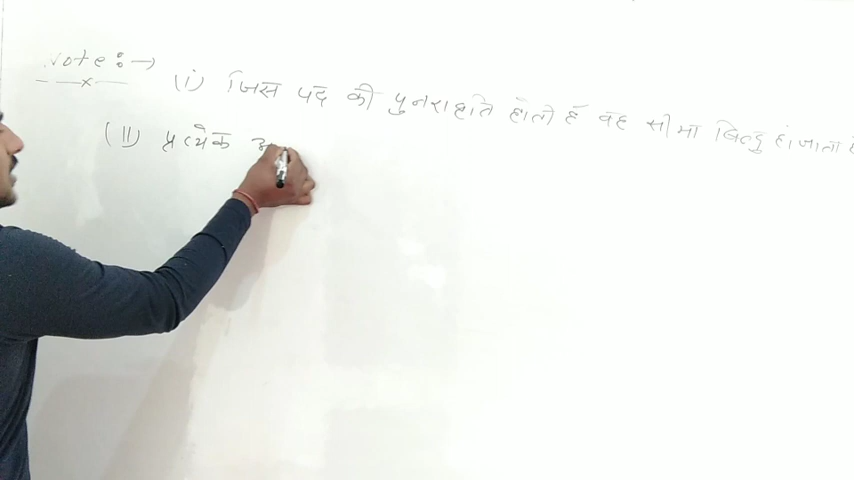 Note :→
(i) जिस पद की पुनरावृति होती हैं वह सीमा बिन्दु हो जाता
(II) प्रत्येक